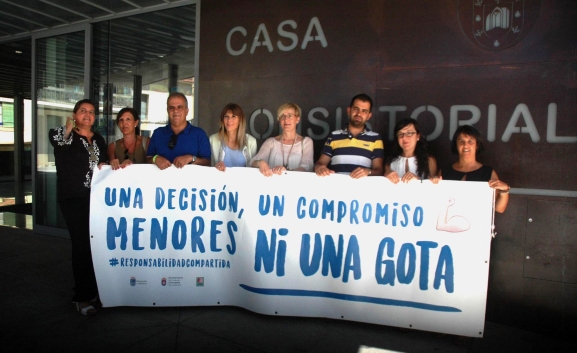 CASA
CONSISTORIAL
UNA DECISIÓN, UN COMPROMISO
MENORES NI UNA GOTA
#RESPONSABILIDADCOMPARTIDA